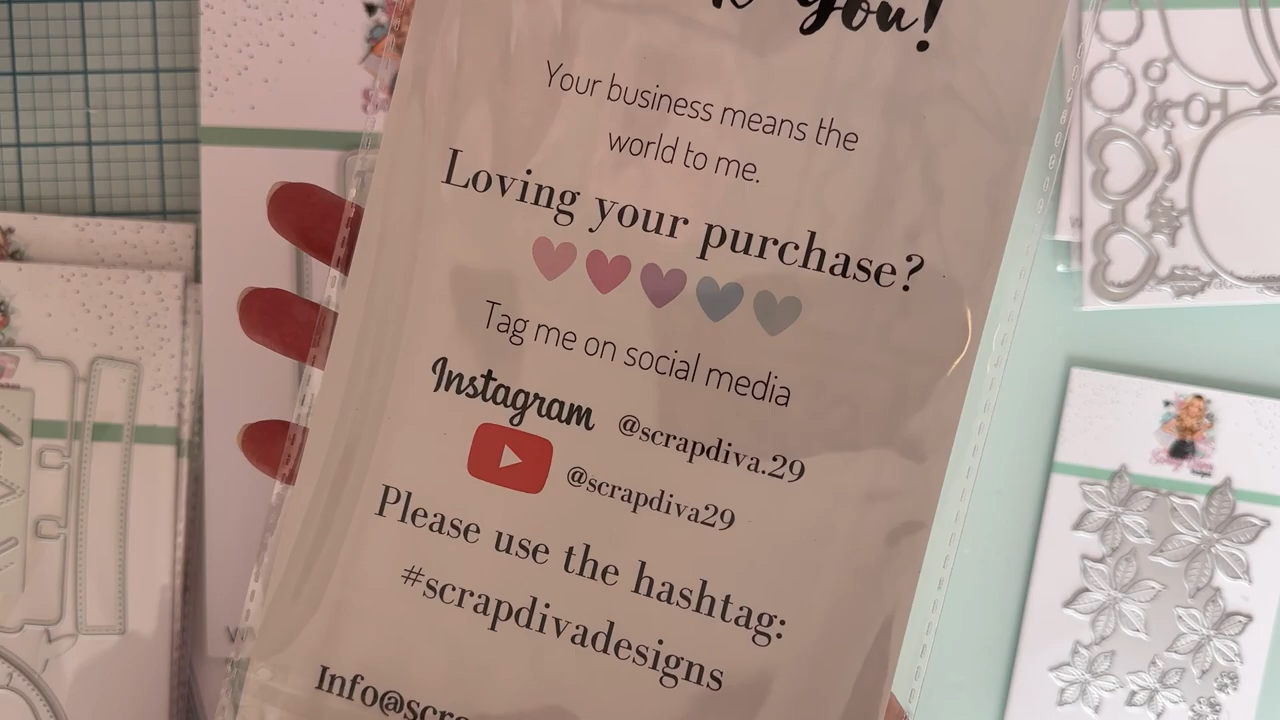 You!
Your business means the
world to me.
Loving your purchase?
Tag me on social media
Instagram @scrapdiva.29
@scrapdiva29
Please use the hashtag:
#scrapdivadesigns